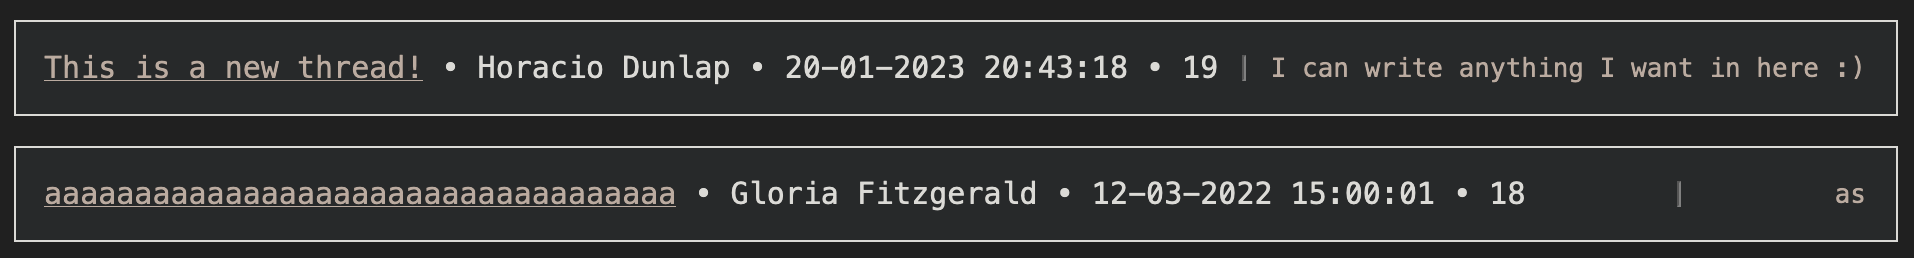 This is a new thread! • Horacio Dunlap • 20-01-2023 20:43:18 • 19 | I can write anything I want in here :)
aaaaaaaaaaaaaaaaaaaaaaaaaaaaaaaaaaa • Gloria Fitzgerald • 12-03-2022 15:00:01 • 18 | as